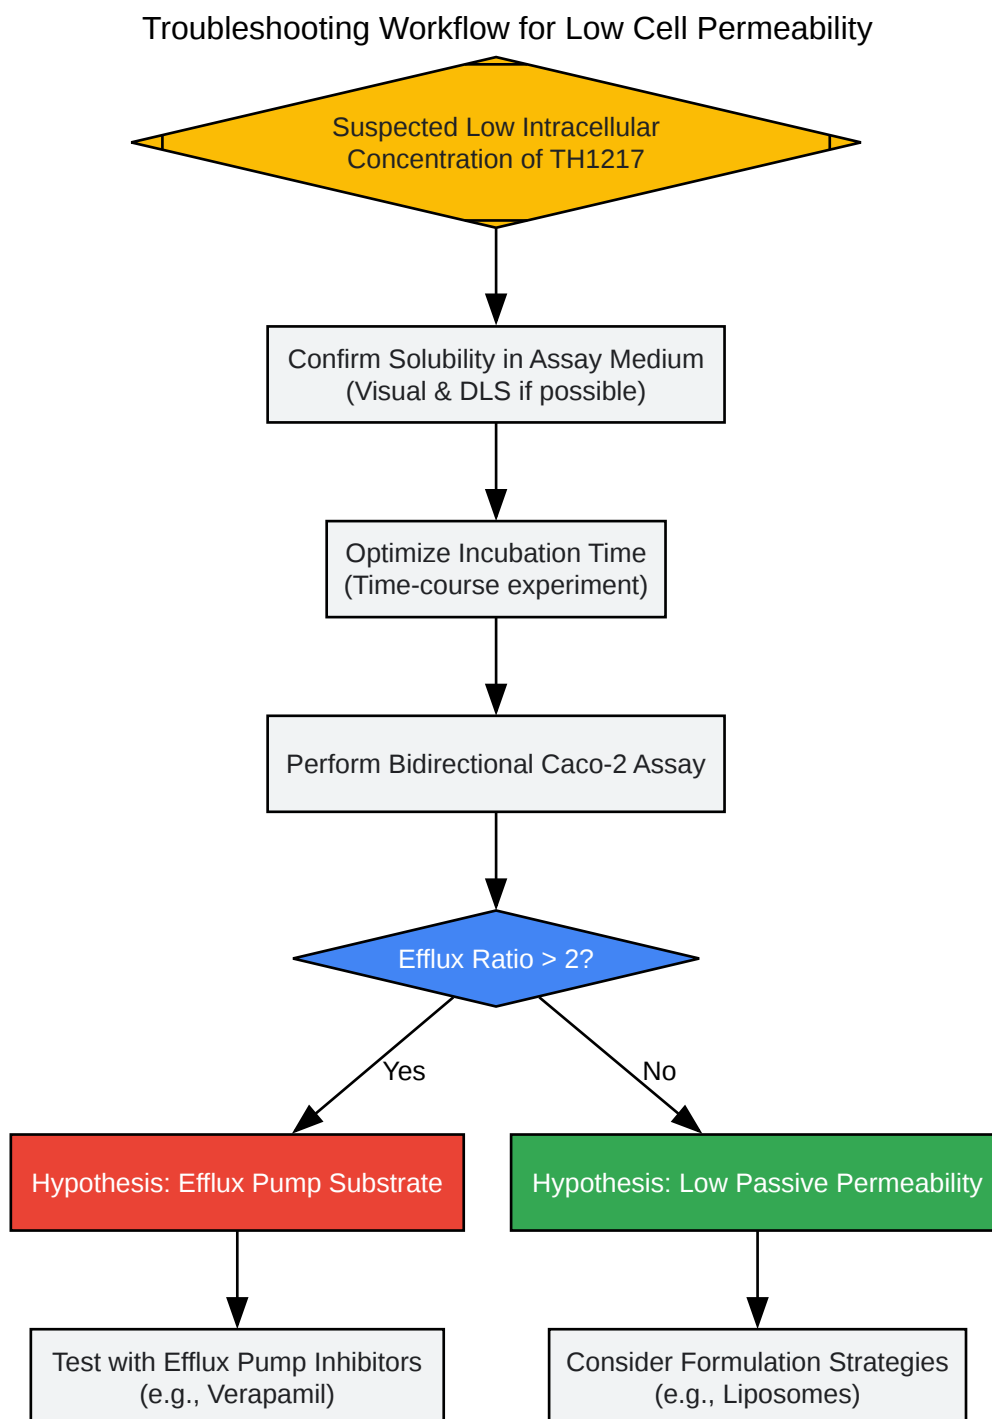 Troubleshooting Workflow for Low Cell Permeability
Suspected Low Intracellular
Concentration of TH1217
Confirm Solubility in Assay Medium
(Visual & DLS if possible)
Optimize Incubation Time
(Time-course experiment)
Perform Bidirectional Caco-2 Assay
Efflux Ratio > 2?
Yes
No
Hypothesis: Efflux Pump Substrate
Hypothesis: Low Passive Permeability
Test with Efflux Pump Inhibitors
(e.g., Verapamil)
Consider Formulation Strategies
(e.g., Liposomes)